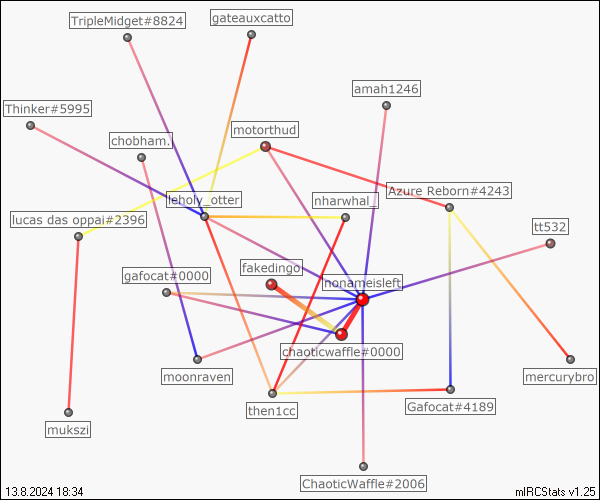 TripleMidget#8824
gateauxcatto
amah1246
Thinker#5995
motorthud
chobham.
Azure Reborn#4243
leholy_otter
nharwhal_
lucas das oppai#2396
tt532
fakedingo
gafocat#0000
nonameisleft
chaoticwaffle#0000
moonraven
mercurybro
then1cc
Gafocat#4189
mukszi
ChaoticWaffle#2006
13.8.2024 18:34
mIRCStats v1.25